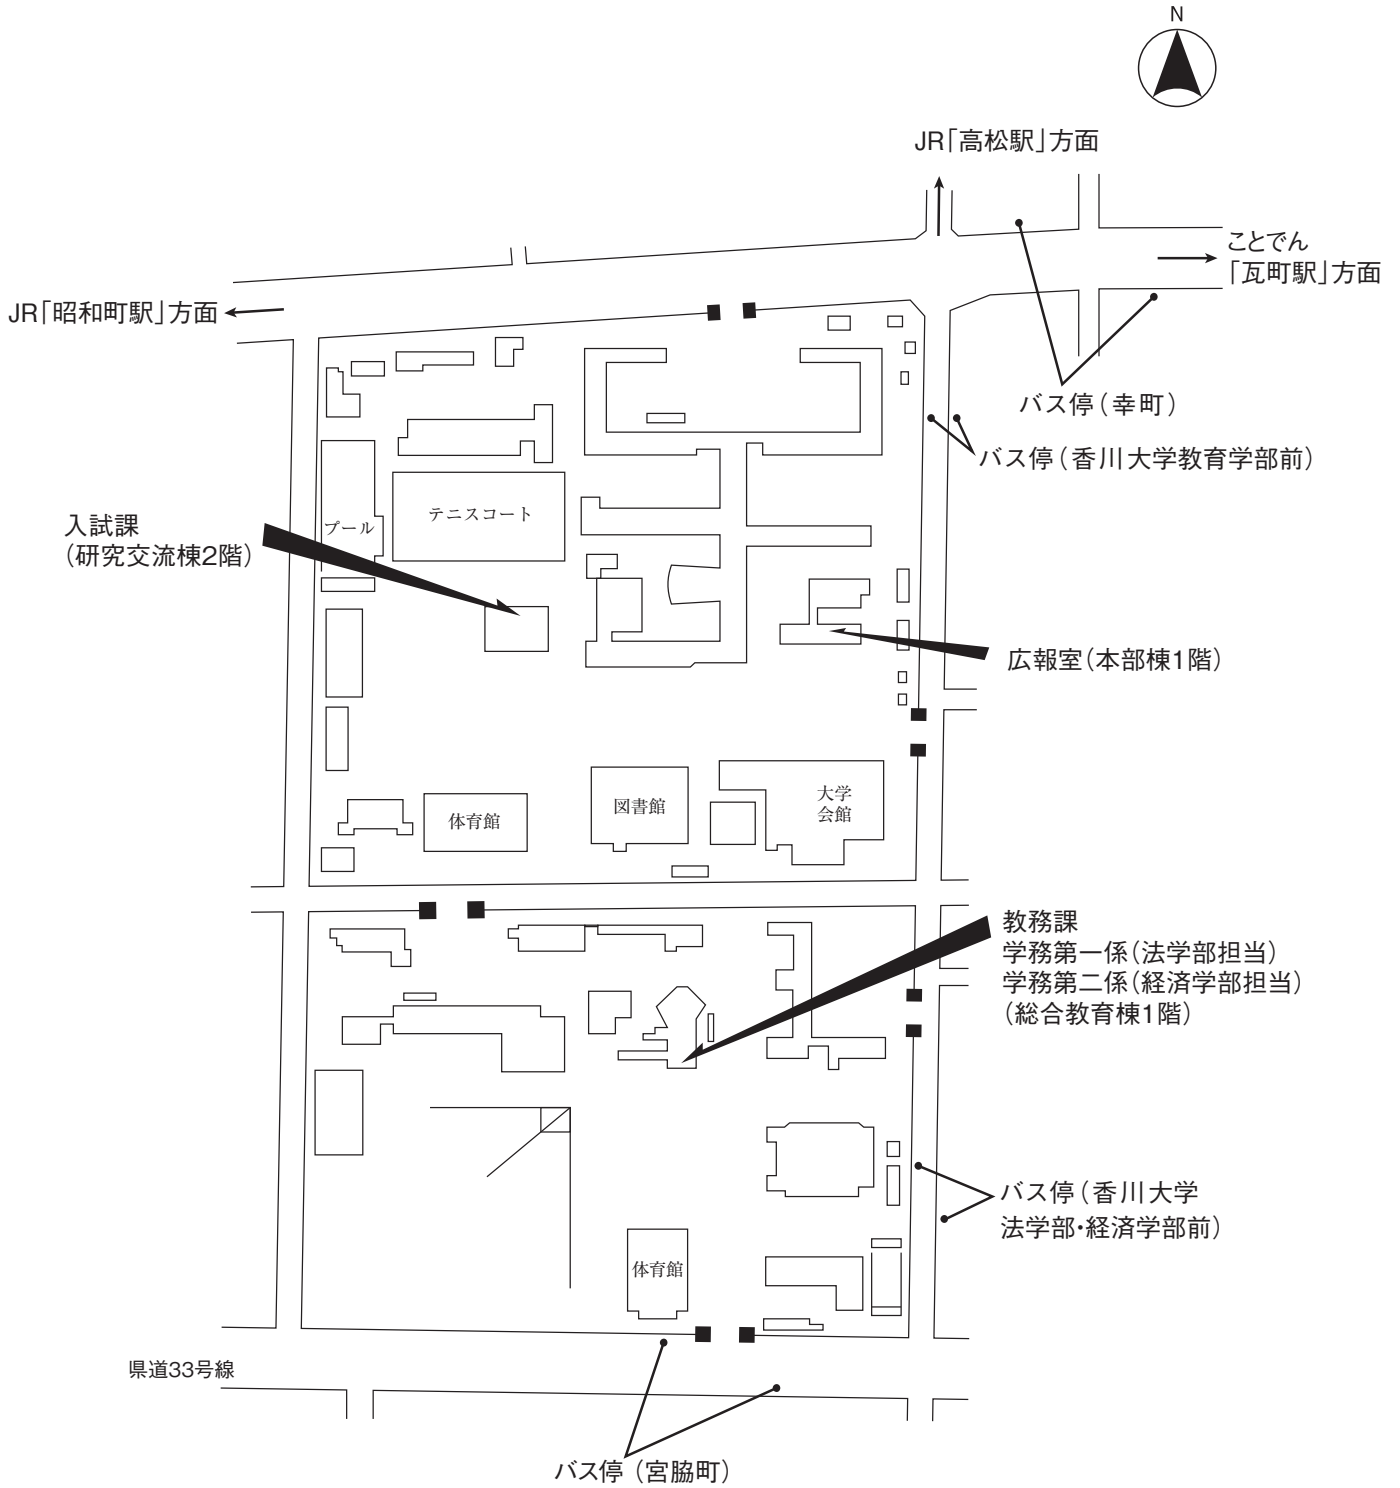 N
JR「高松駅」方面
ことでん
「瓦町駅」方面
JR「昭和町駅」方面
バス停（幸町）
バス停（香川大学教育学部前）
入試課
（研究交流棟2階）
プール
テニスコート
広報室（本部棟1階）
体育館
図書館
大学
会館
教務課
学務第一係（法学部担当）
学務第二係（経済学部担当）
（総合教育棟1階）
バス停（香川大学
法学部・経済学部前）
体育館
県道33号線
バス停（宮脇町）